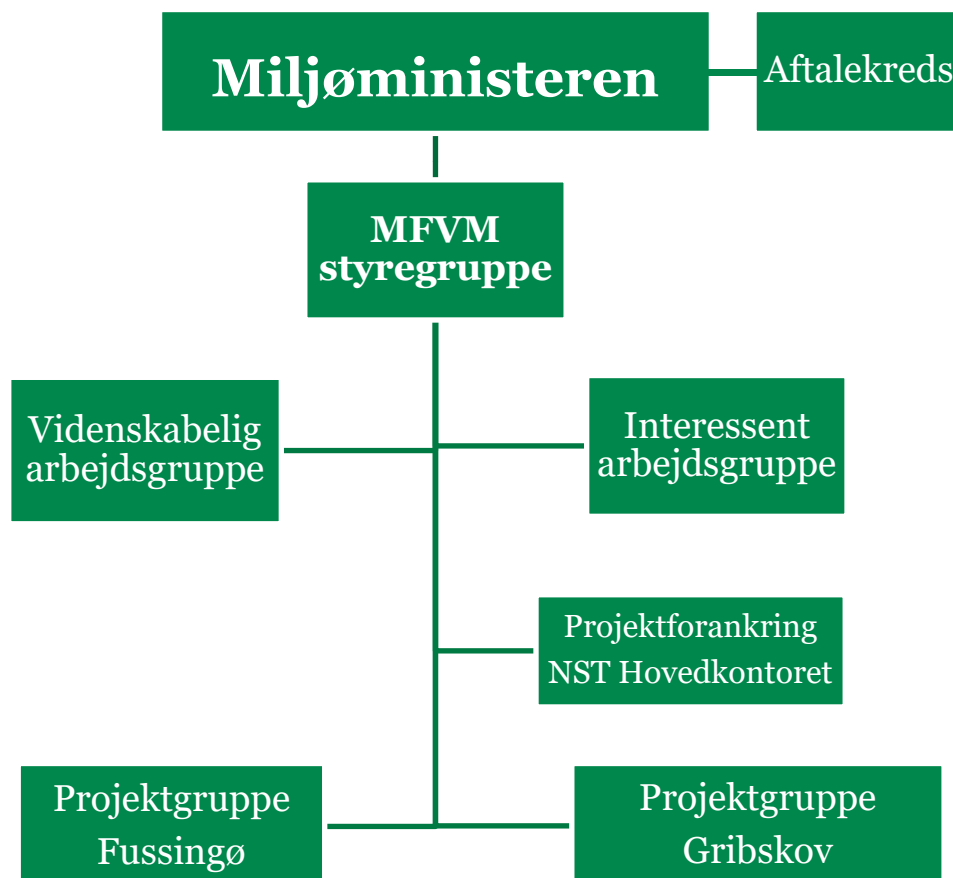 Miljøministeren
Aftalekreds
MFVM
styregruppe
Videnskabelig
arbejdsgruppe
Interessent
arbejdsgruppe
Projektforankring
NST Hovedkontoret
Projektgruppe
Fussingø
Projektgruppe
Gribskov